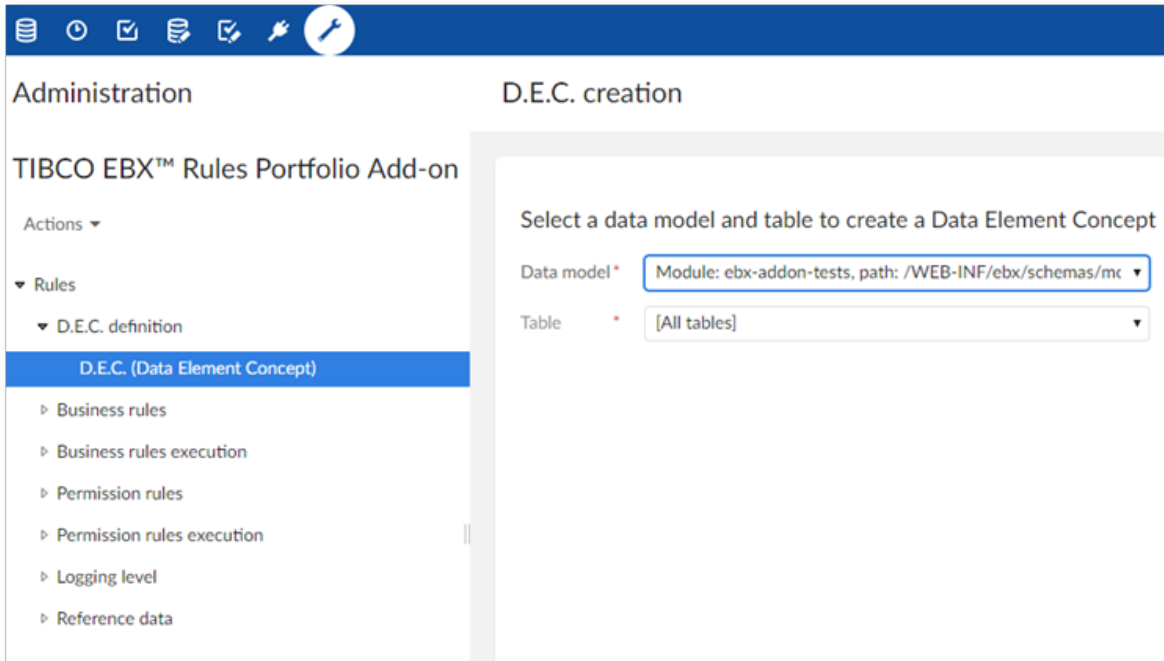 Administration
D.E.C. creation
TIBCO EBX™ Rules Portfolio Add-on
Actions
Rules
D.E.C. definition
D.E.C. (Data Element Concept)
Business rules
Business rules execution
Permission rules
Permission rules execution
Logging level
Reference data
Select a data model and table to create a Data Element Concept
Data model * Module: ebx-addon-tests, path: /WEB-INF/ebx/schemas/mc
Table * [All tables]